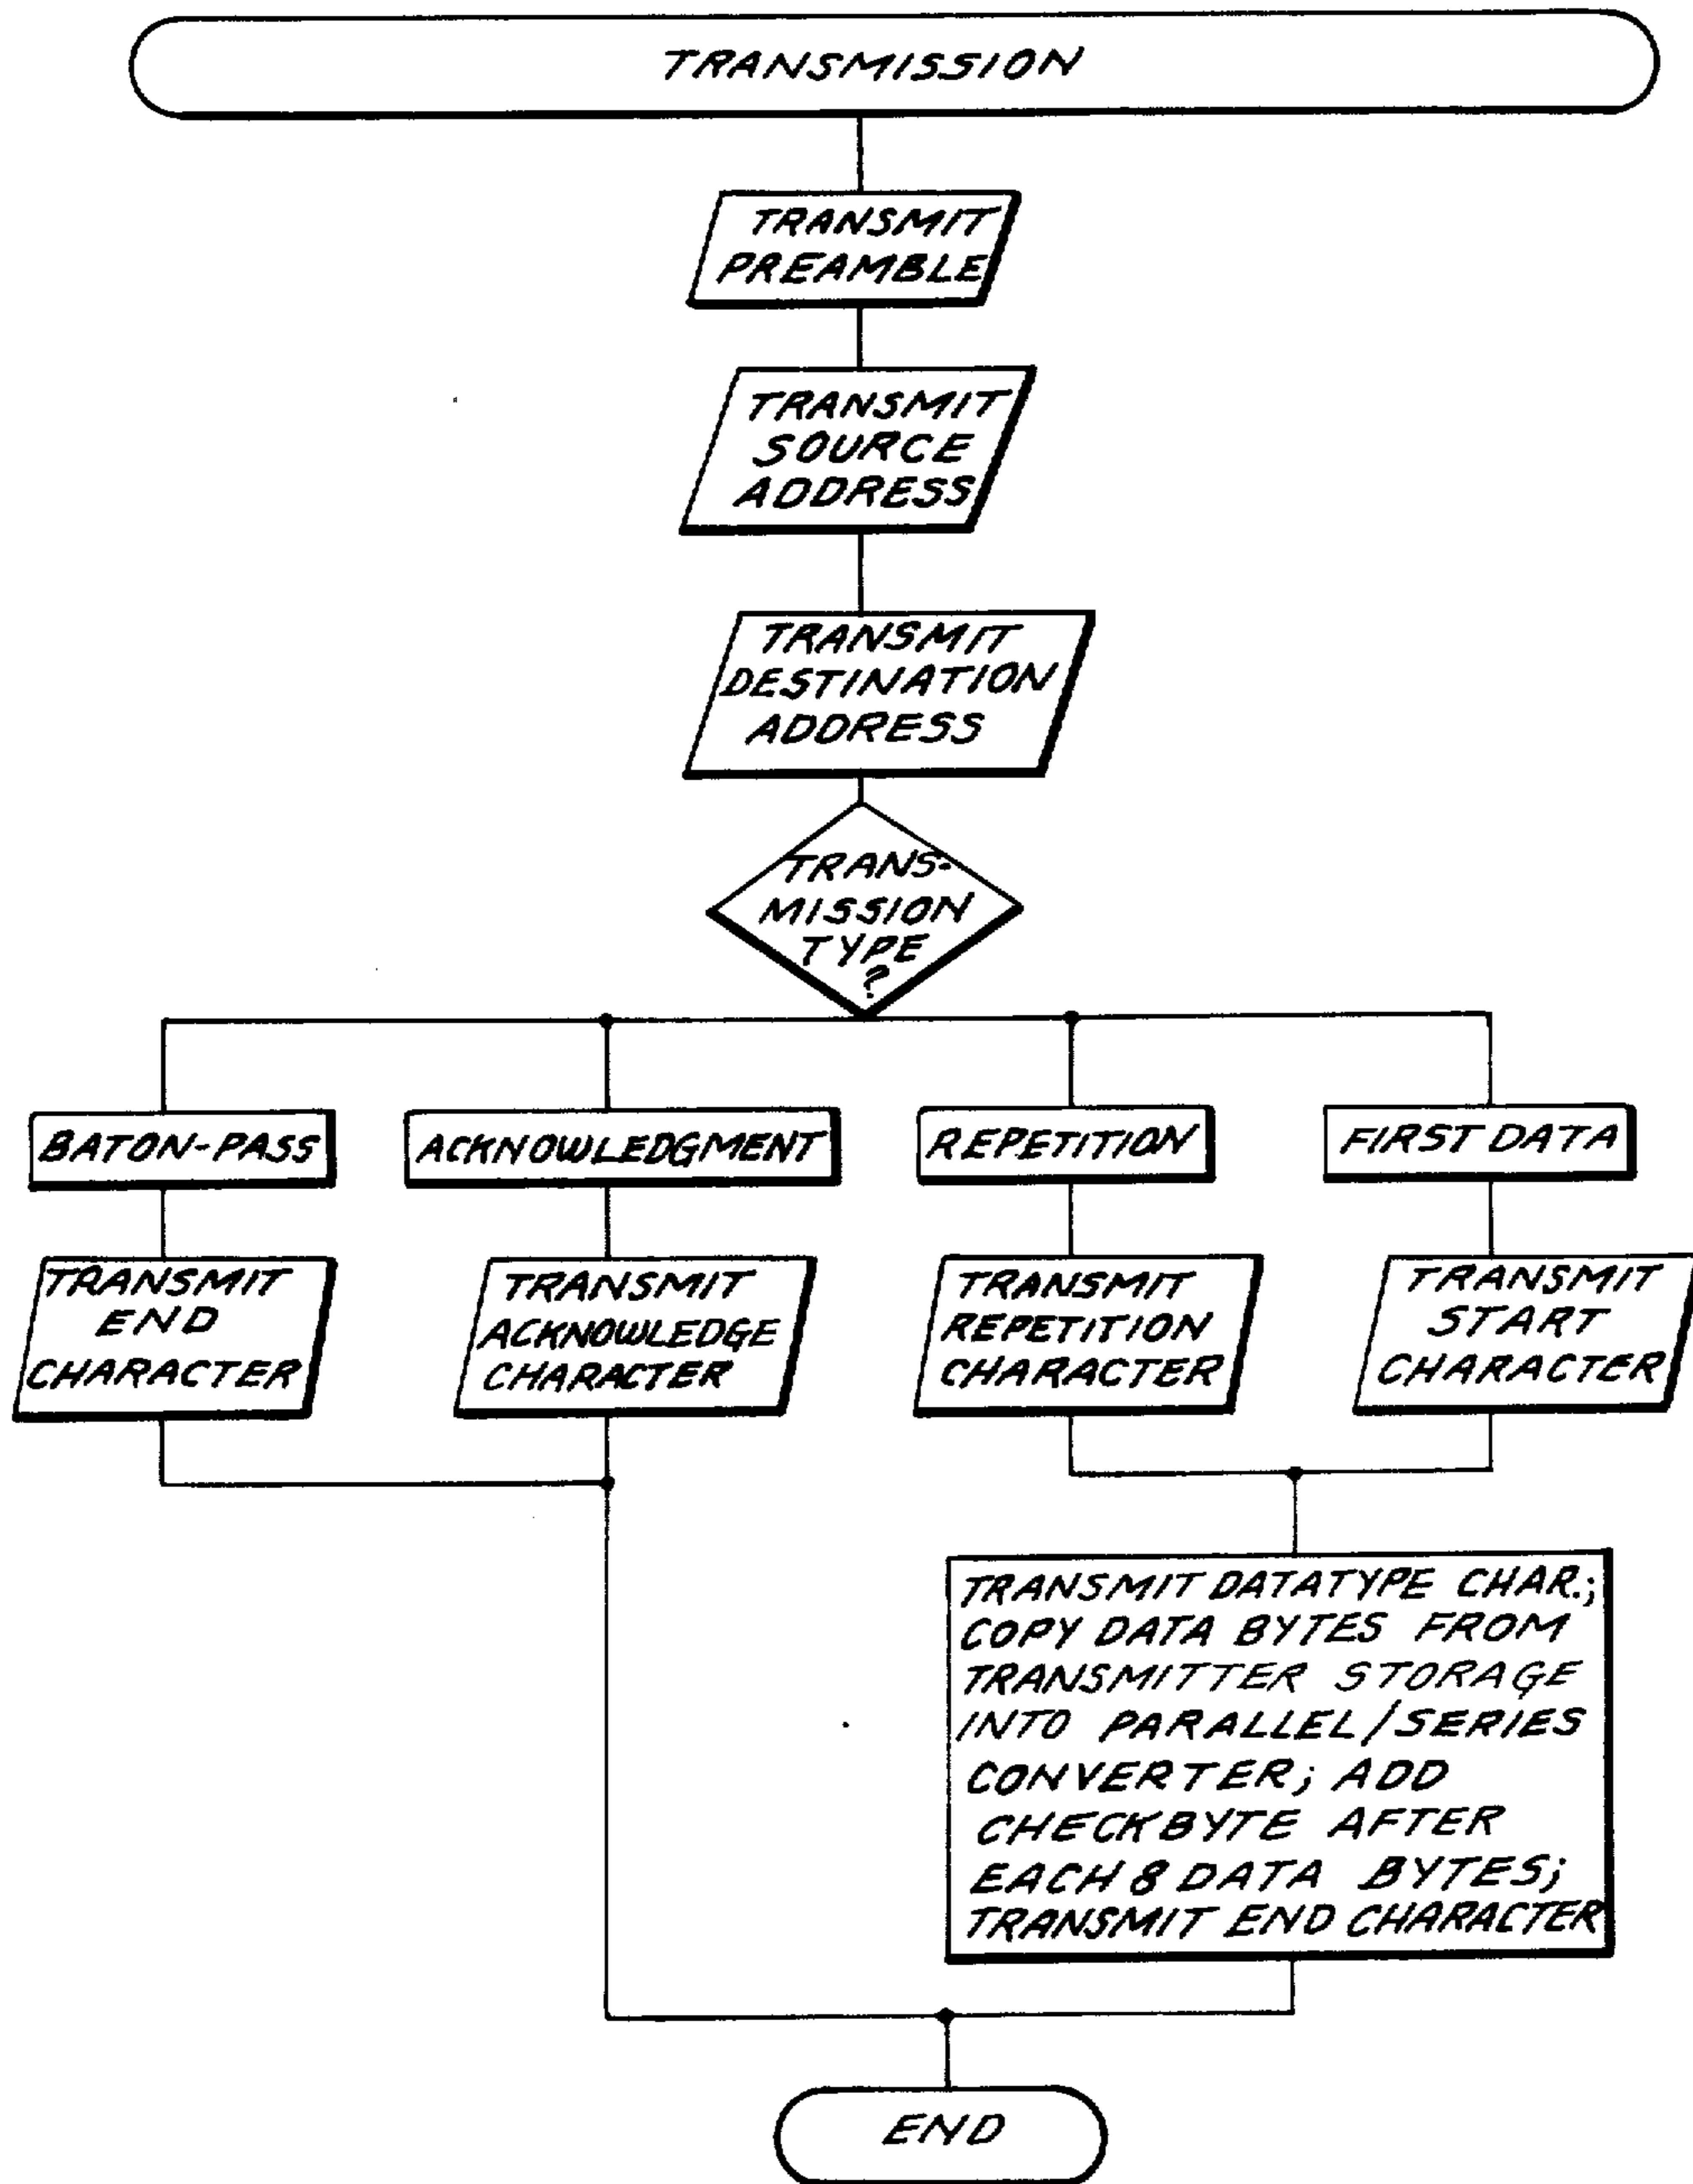 TRANSMISSION
TRANSMIT
PREAMBLE
TRANSMIT
SOURCE
ADDRESS
TRANSMIT
DESTINATION
ADDRESS
TRANS-
MISSION
TYPE
?
BATON-PASS
ACKNOWLEDGMENT
REPETITION
FIRST DATA
TRANSMIT
END
CHARACTER
TRANSMIT
ACKNOWLEDGE
CHARACTER
TRANSMIT
REPETITION
CHARACTER
TRANSMIT
START
CHARACTER
TRANSMIT DATATYPE CHAR.;
COPY DATA BYTES FROM
TRANSMITTER STORAGE
INTO PARALLEL/SERIES
CONVERTER; ADD
CHECKBYTE AFTER
EACH 8 DATA BYTES;
TRANSMIT END CHARACTER
END